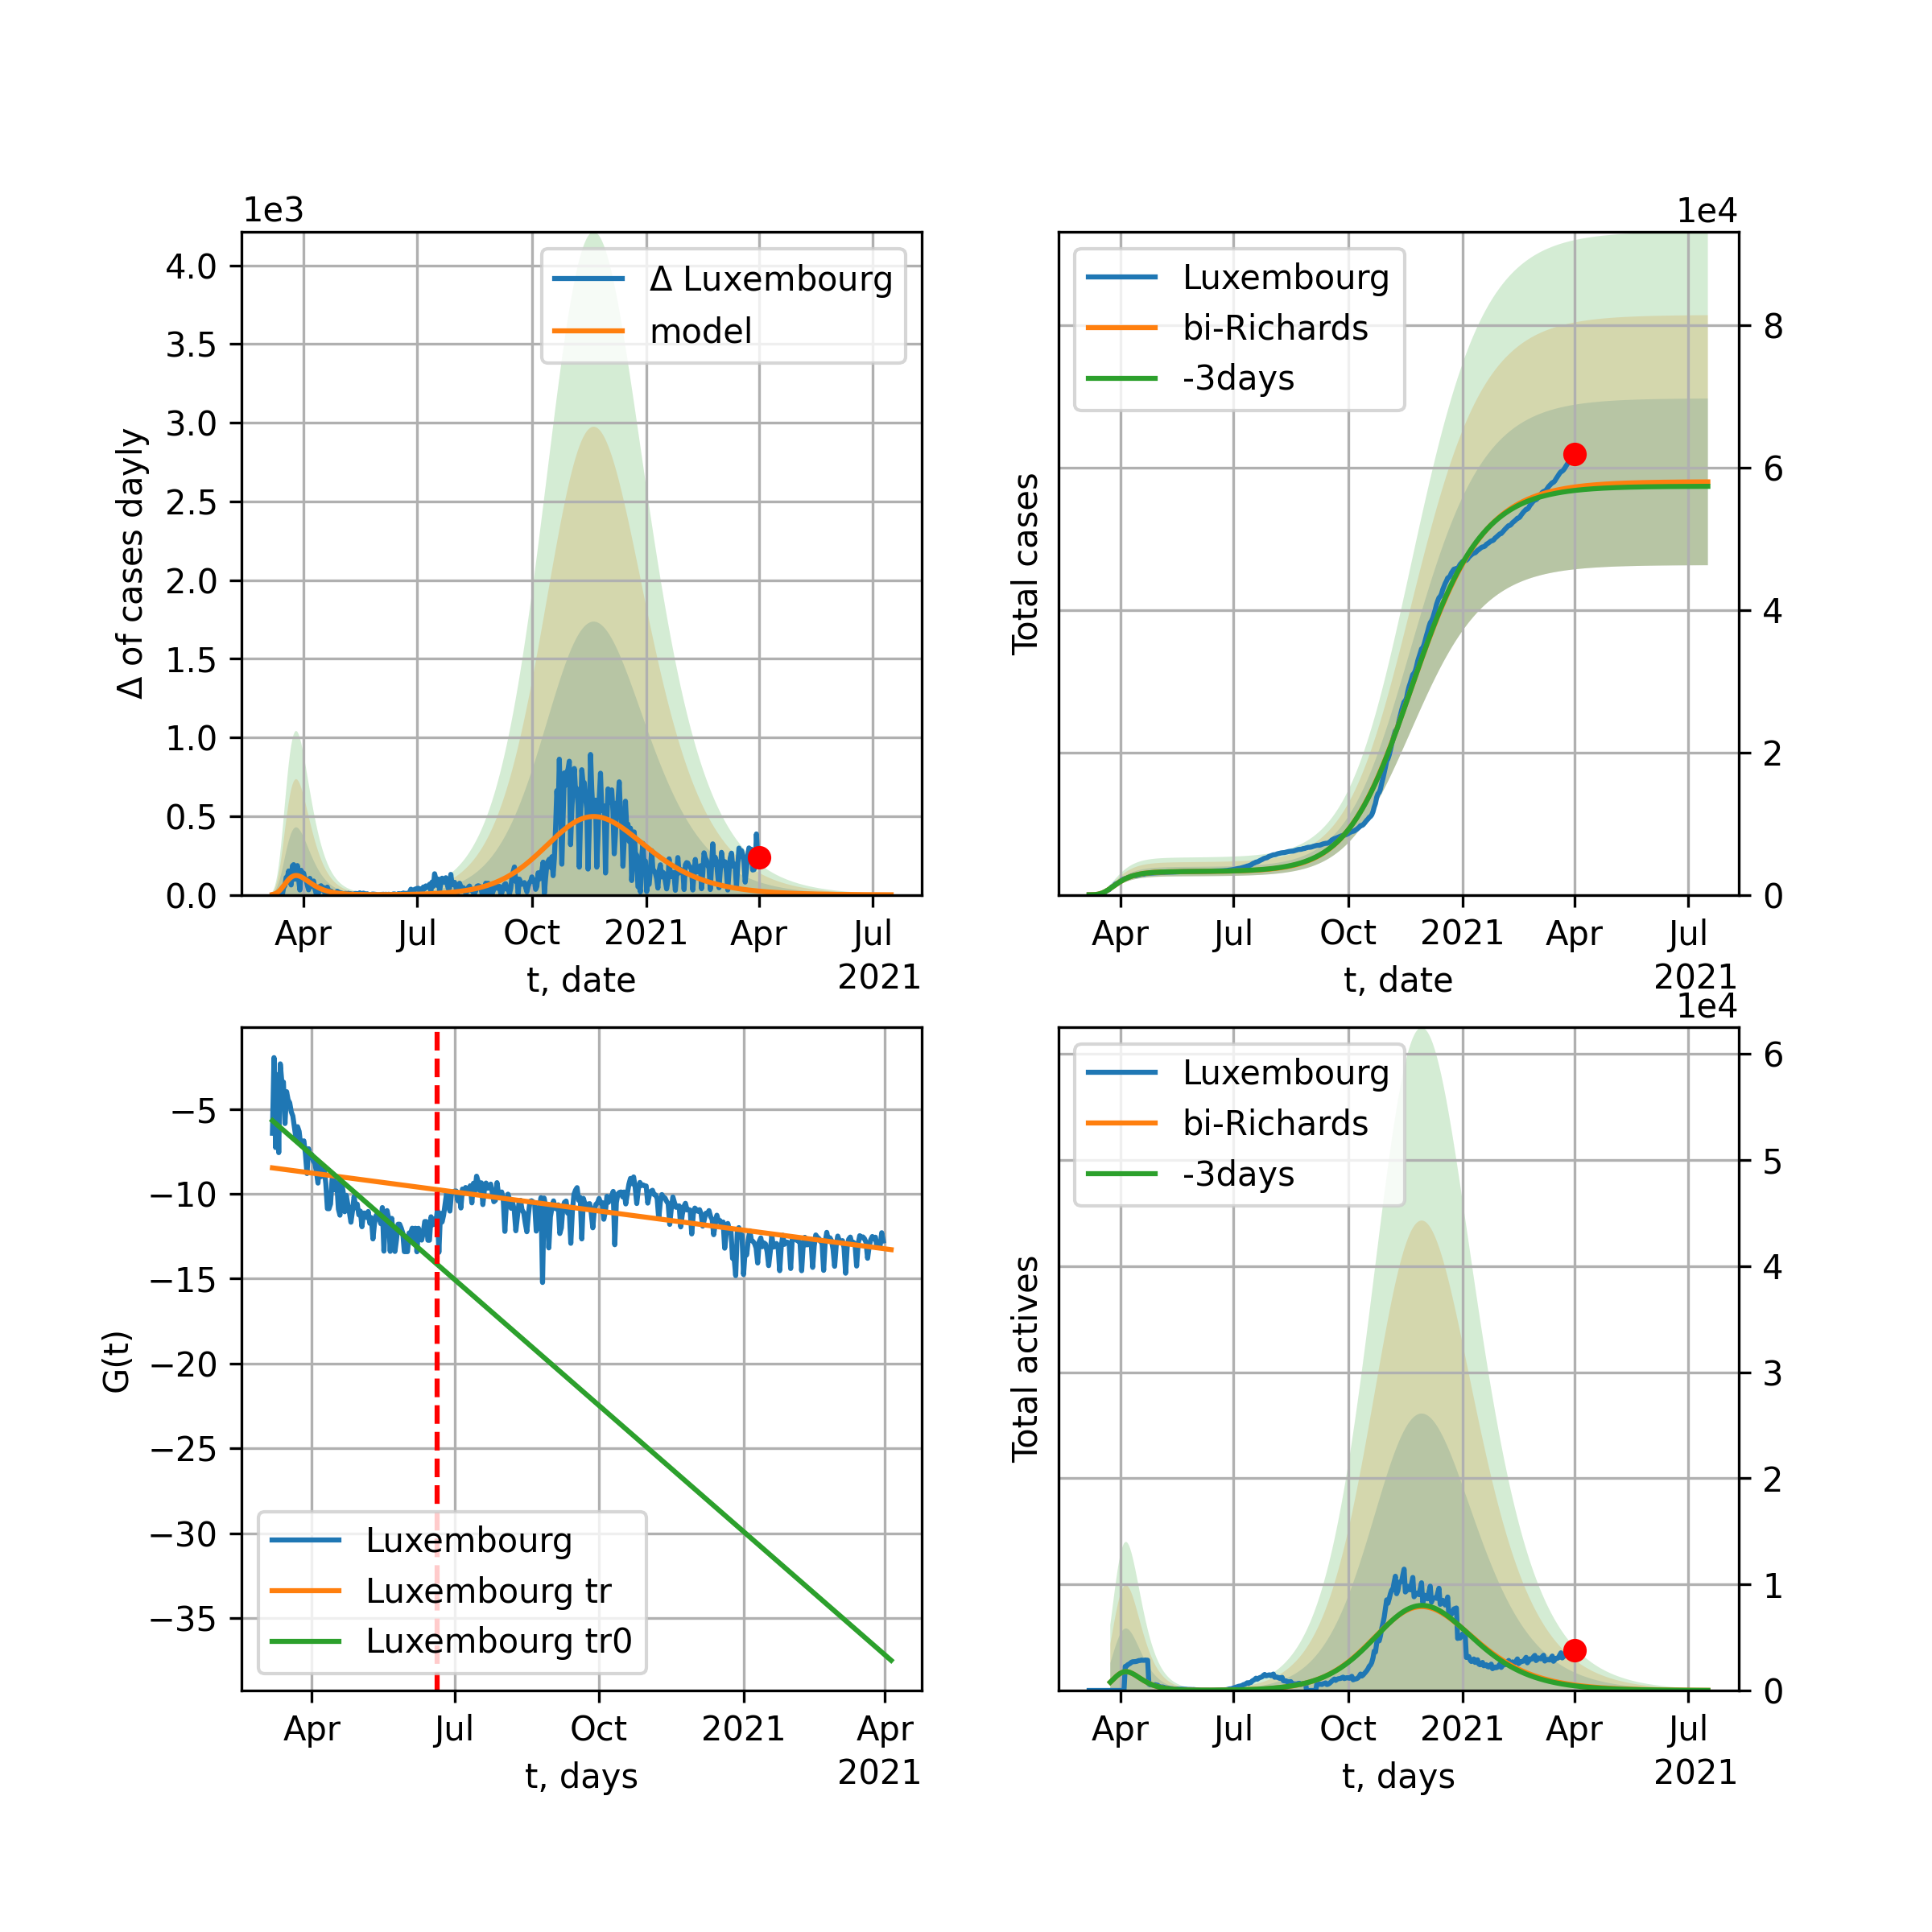 1e3
4.0
3.5
3.0
2.5
2.0
1.5
1.0
0.5
0.0
Δ of cases dayly
Δ Luxembourg
model
Apr Jul Oct 2021 Apr Jul
2021
t, date
1e4
Luxembourg
bi-Richards
-3days
Total cases
8
6
4
2
0
Apr Jul Oct 2021 Apr Jul
2021
t, date
−5
−10
−15
−20
−25
−30
−35
G(t)
Luxembourg
Luxembourg tr
Luxembourg tr0
Apr Jul Oct 2021 Apr
2021
t, days
1e4
Luxembourg
bi-Richards
-3days
Total actives
6
5
4
3
2
1
0
Apr Jul Oct 2021 Apr Jul
2021
t, days